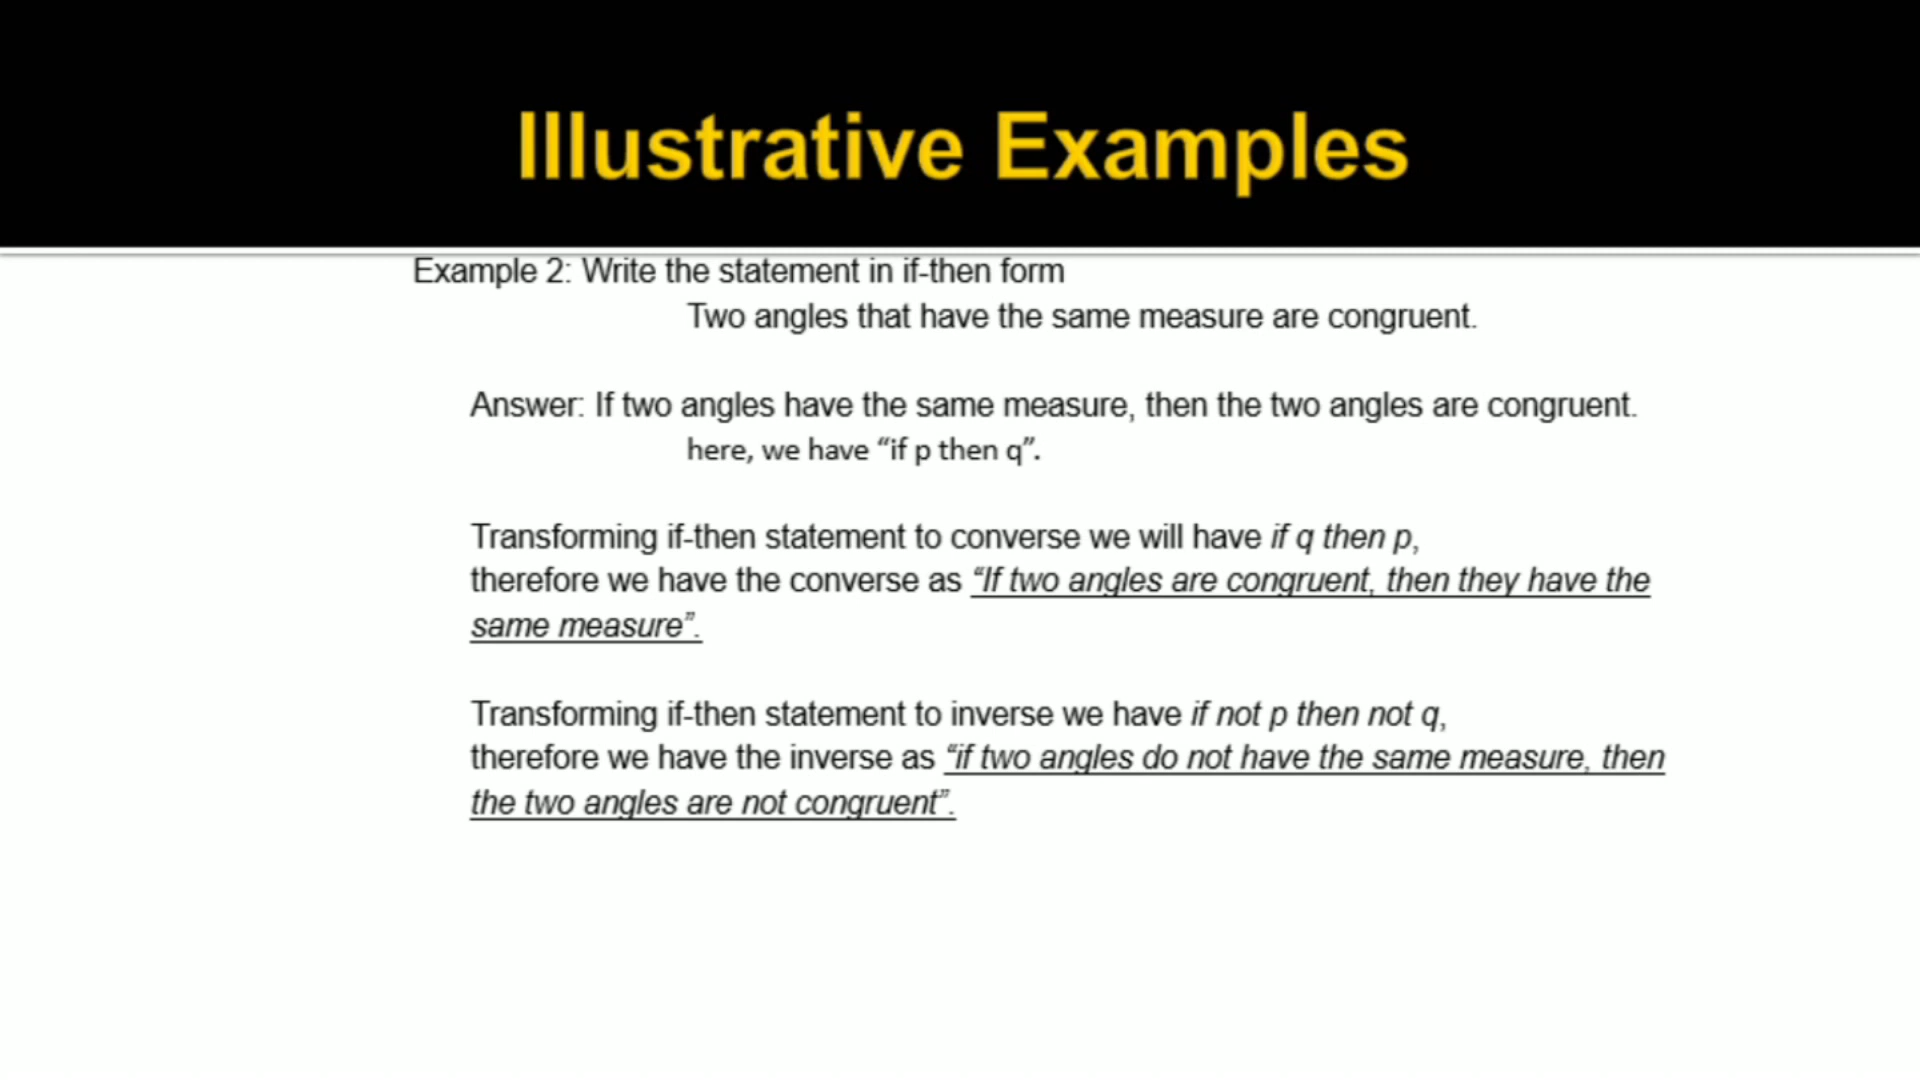 Illustrative Examples
Example 2: Write the statement in if-then form
Two angles that have the same measure are congruent.
Answer: If two angles have the same measure, then the two angles are congruent.
here, we have “if p then q”.
Transforming if-then statement to converse we will have if q then p,
therefore we have the converse as “If two angles are congruent, then they have the
same measure”.
Transforming if-then statement to inverse we have if not p then not q,
therefore we have the inverse as “if two angles do not have the same measure, then
the two angles are not congruent”.